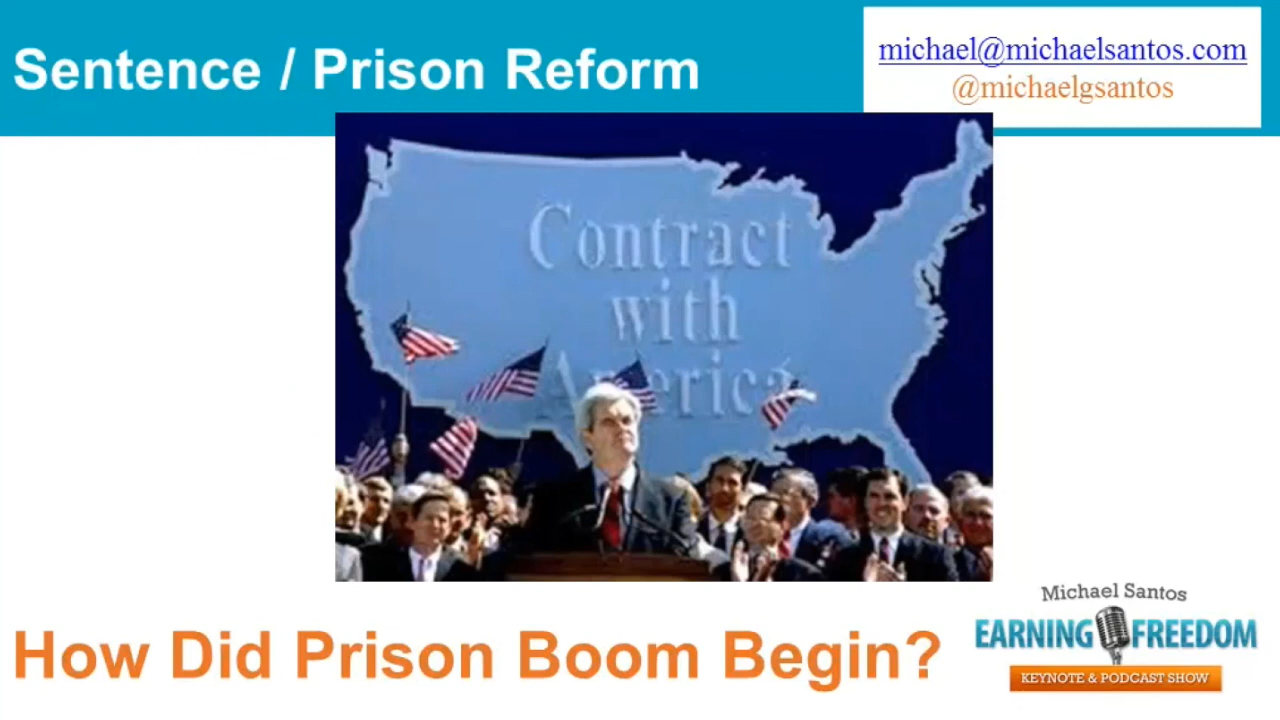 Sentence / Prison Reform
michael@michaelsantos.com
@michaelgsantos
Contract
with
America
How Did Prison Boom Begin?
Michael Santos
EARNING FREEDOM
KEYNOTE & PODCAST SHOW